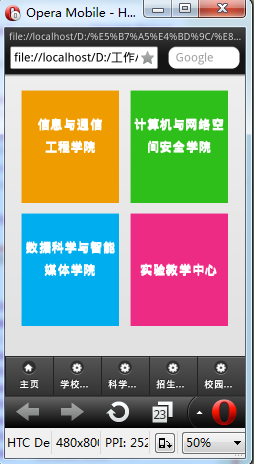 Opera Mobile - H...
file://localhost/D:/%E5%B7%A5%E4%BD%9C/%E8...
file://localhost/D:/工作/
Google
信息与通信
工程学院
计算机与网络空
间安全学院
数据科学与智能
媒体学院
实验教学中心
主页
学校...
科学...
招生...
校园...
23
HTC De
480x800
PPI: 252
50%